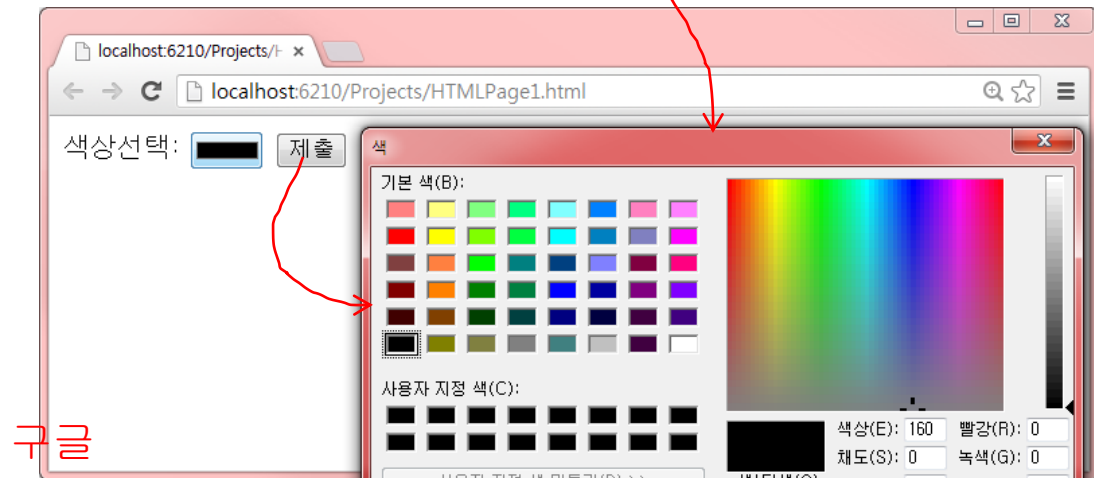 localhost:6210/Projects/H
localhost:6210/Projects/HTMLPage1.html
색상선택:
제출
색
기본 색(B):
사용자 지정 색(C):
색상(E): 160 빨강(R): 0
채도(S): 0 녹색(G): 0
구글